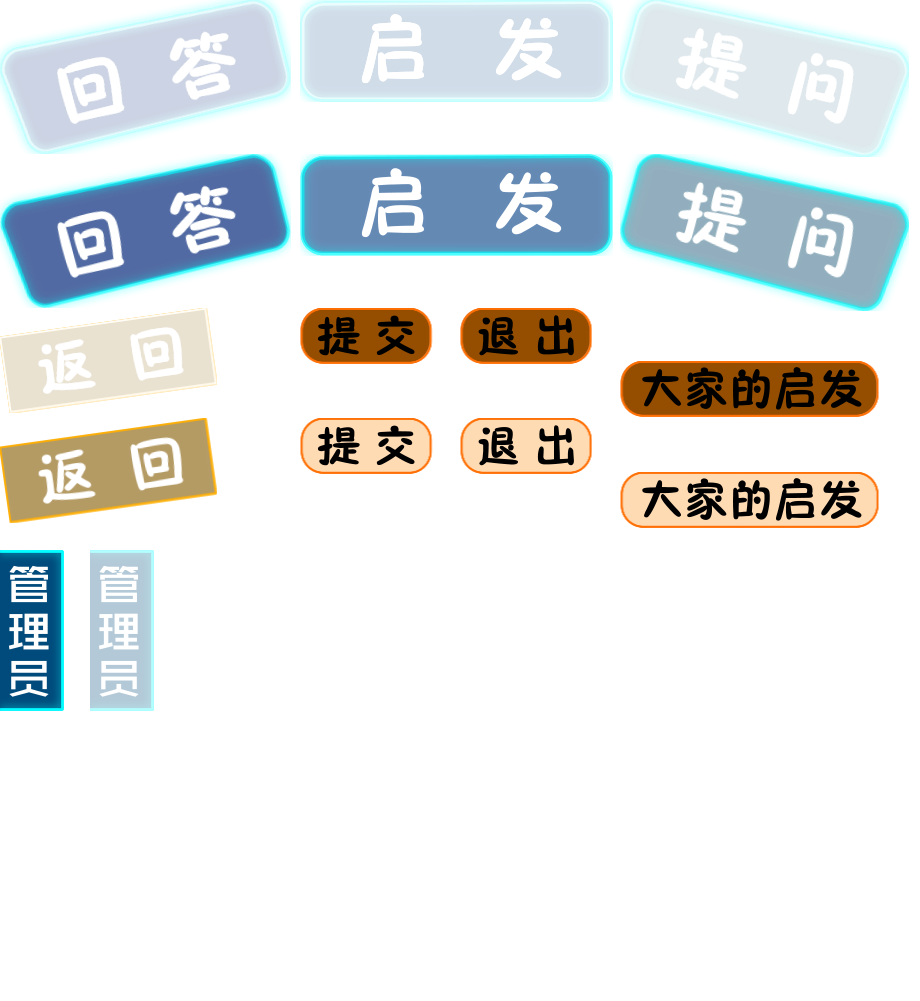 回 答
启 发
提 问
回 答
启 发
提 问
返 回
提 交
退 出
大家的启发
返 回
提 交
退 出
大家的启发
管理员
管理员